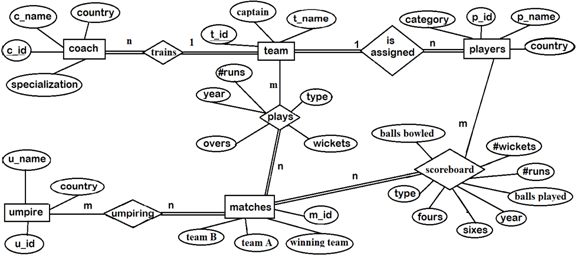 c_name
country
captain
t_name
category
p_id
p_name
c_id
coach
n
trains
1
t_id
team
1
is
assigned
n
players
country
specialization
#runs
m
year
type
plays
overs
wickets
m
balls bowled
#wickets
scoreboard
#runs
u_name
country
n
n
type
balls played
umpire
m
umpiring
n
matches
m_id
fours
sixes
year
u_id
team B
team A
winning team